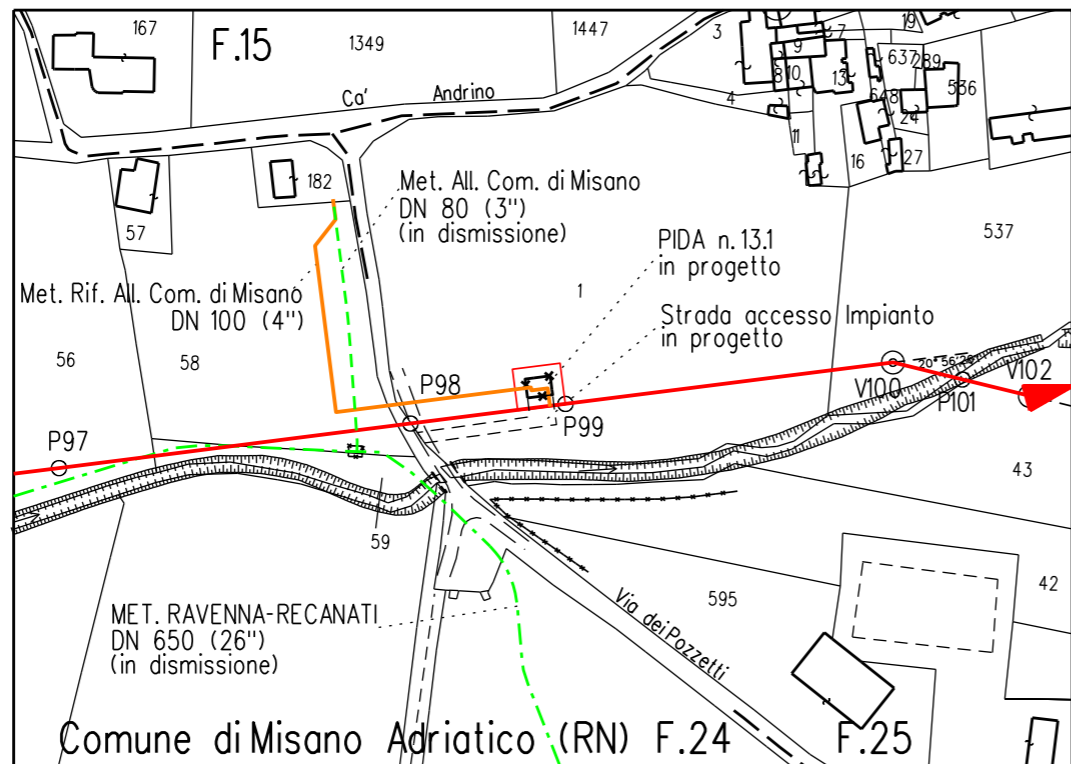 167
F.15
1349
1447
3
7
19
9
637
289
8
10
13
536
Ca'
Andrino
4
648
24
11
16
27
182
Met. All. Com. di Misano
DN 80 (3")
(in dismissione)
57
537
PIDA n. 13.1
in progetto
1
Met. Rif. All. Com. di Misano
DN 100 (4")
Strada accesso Impianto
in progetto
56
58
20°56'29"
V102
P98
V100
P101
P99
P97
43
59
42
595
MET. RAVENNA-RECANATI
DN 650 (26")
(in dismissione)
Via dei Pozzetti
Comune di Misano Adriatico (RN) F.24
F.25